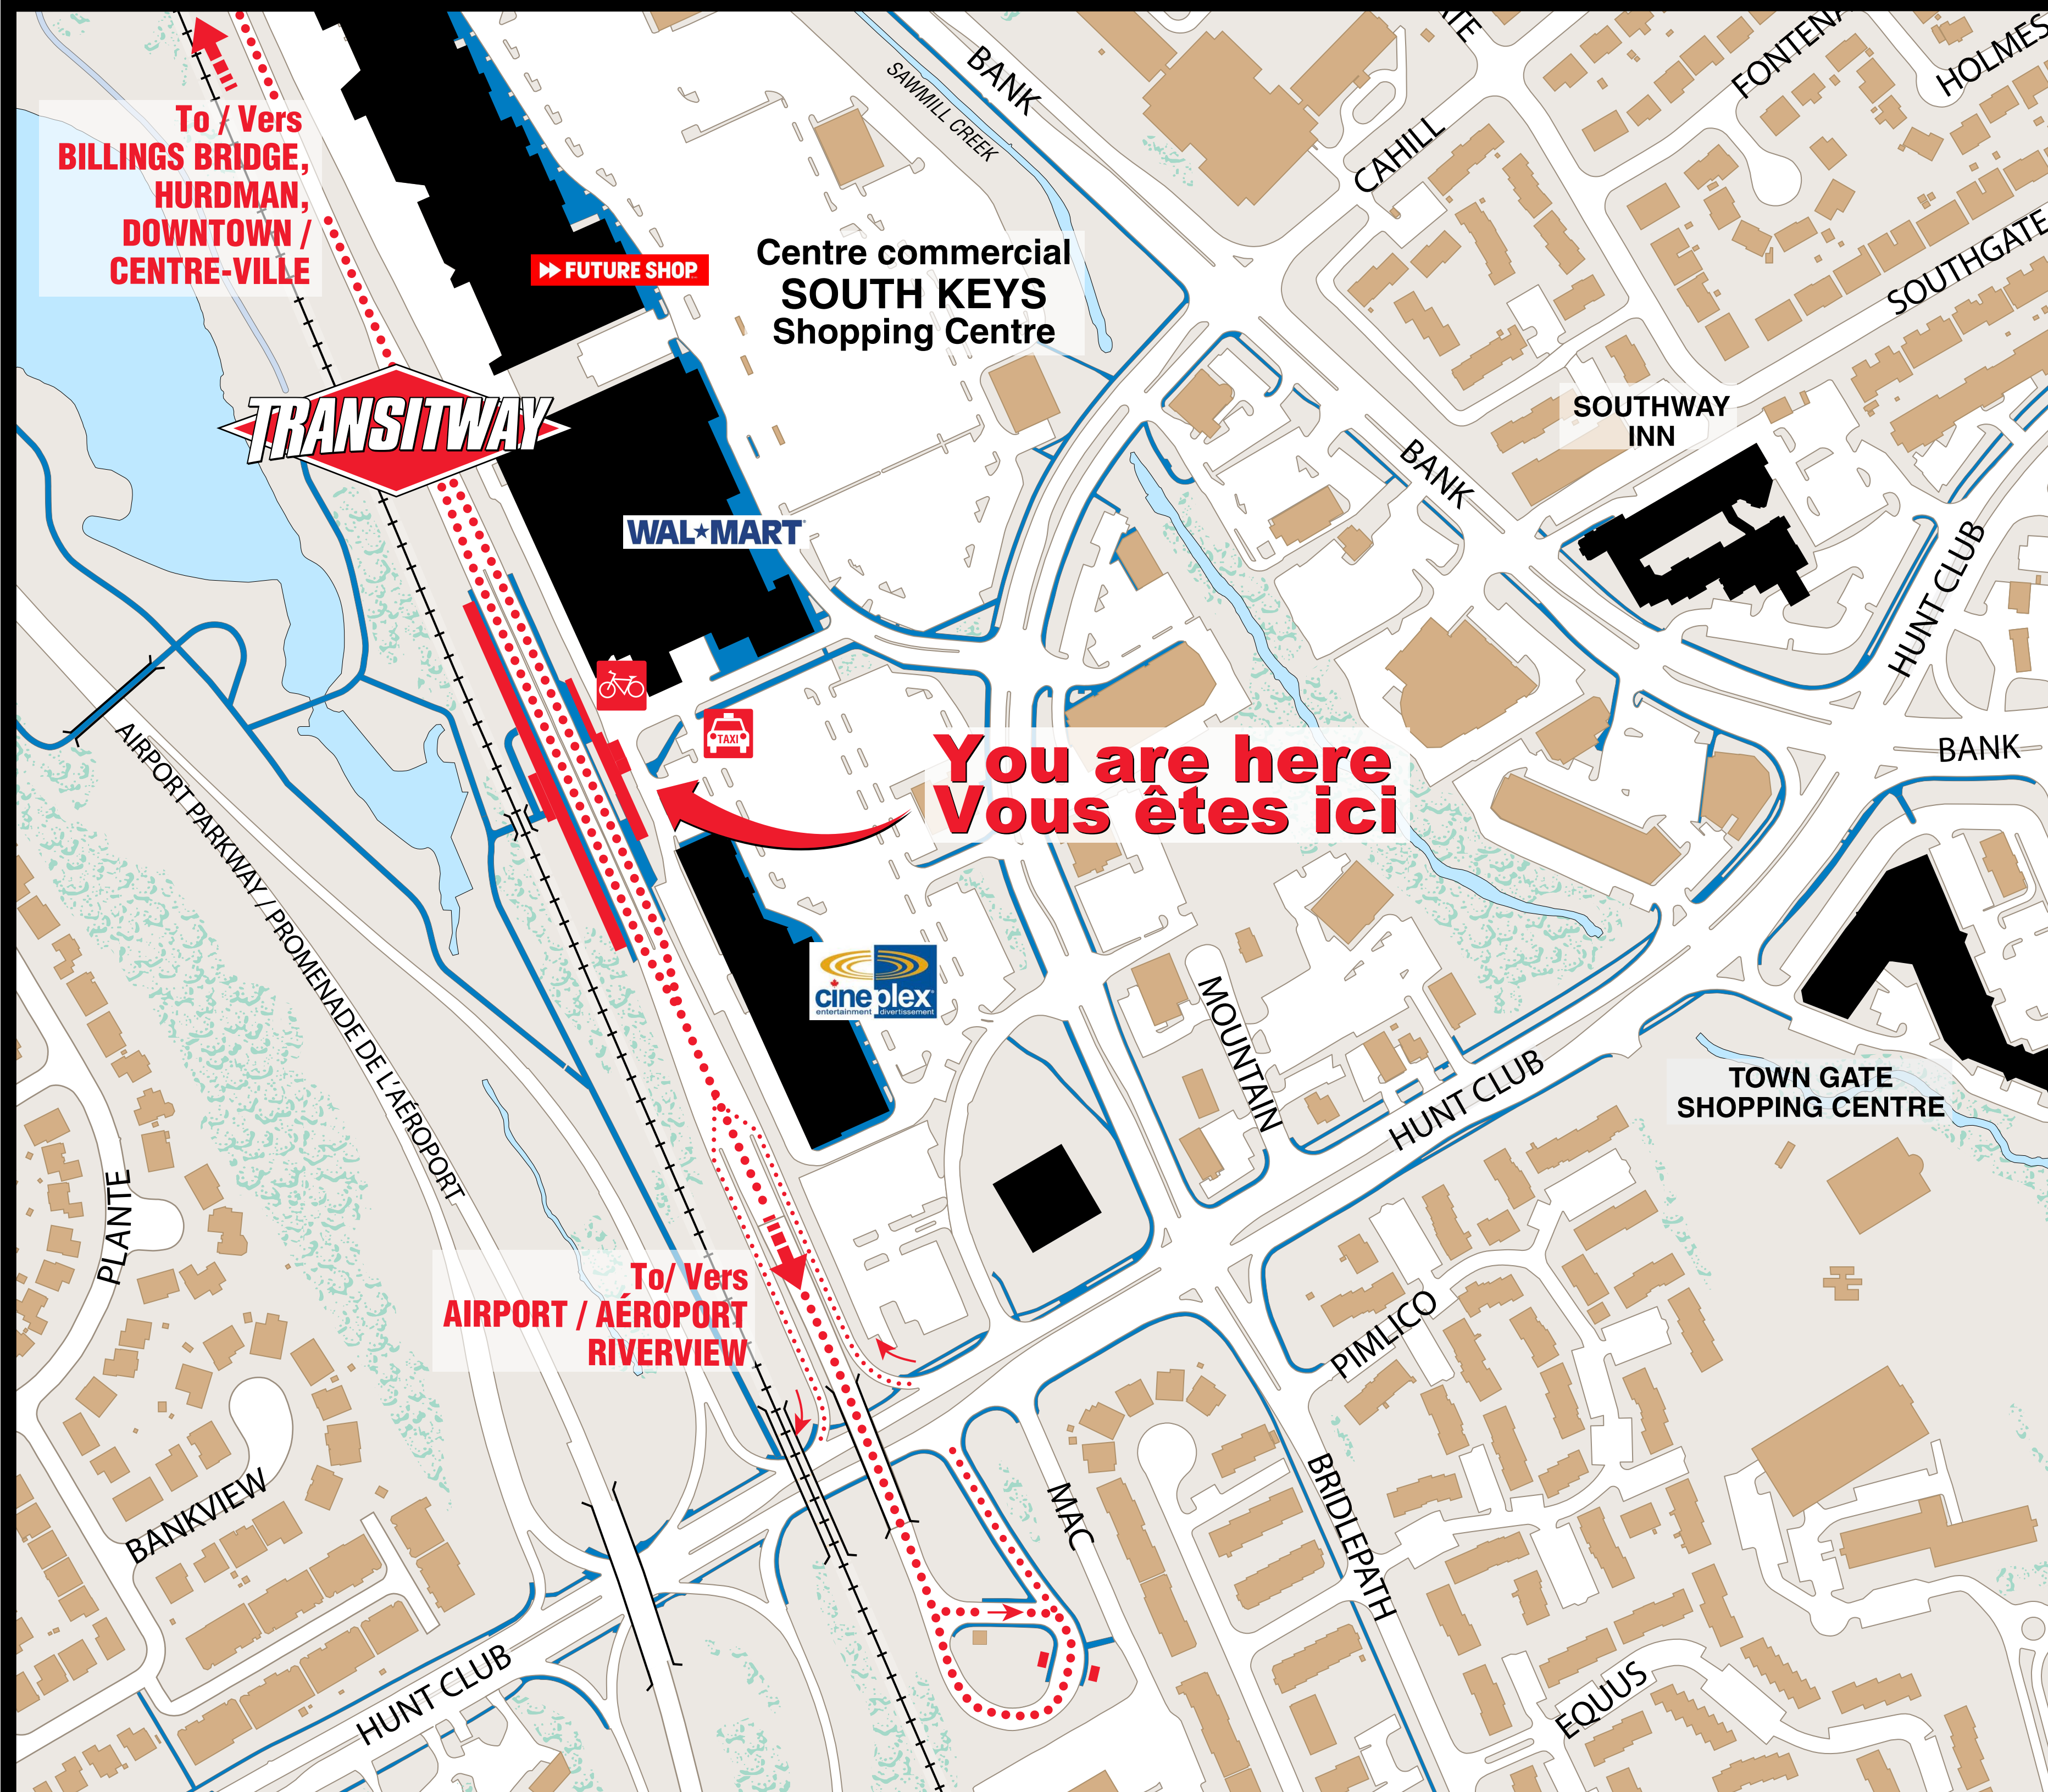 BANK
SAWMILL CREEK
CAHILL
HOLMES
SOUTHGATE
To / Vers
BILLINGS BRIDGE,
HURDMAN,
DOWNTOWN /
CENTRE-VILLE
FUTURE SHOP
Centre commercial
SOUTH KEYS
Shopping Centre
TRANSITWAY
SOUTHWAY
INN
BANK
WAL★MART
HUNT CLUB
TAXI
You are here
Vous êtes ici
BANK
AIRPORT PARKWAY / PROMENADE DE L'AÉROPORT
cineplex
entertainment divertissement
MOUNTAIN
HUNT CLUB
TOWN GATE
SHOPPING CENTRE
PLANTE
To/ Vers
AIRPORT / AÉROPORT
RIVERVIEW
PIMLICO
BANKVIEW
MAC
BRIDLEPATH
HUNT CLUB
EQUUS